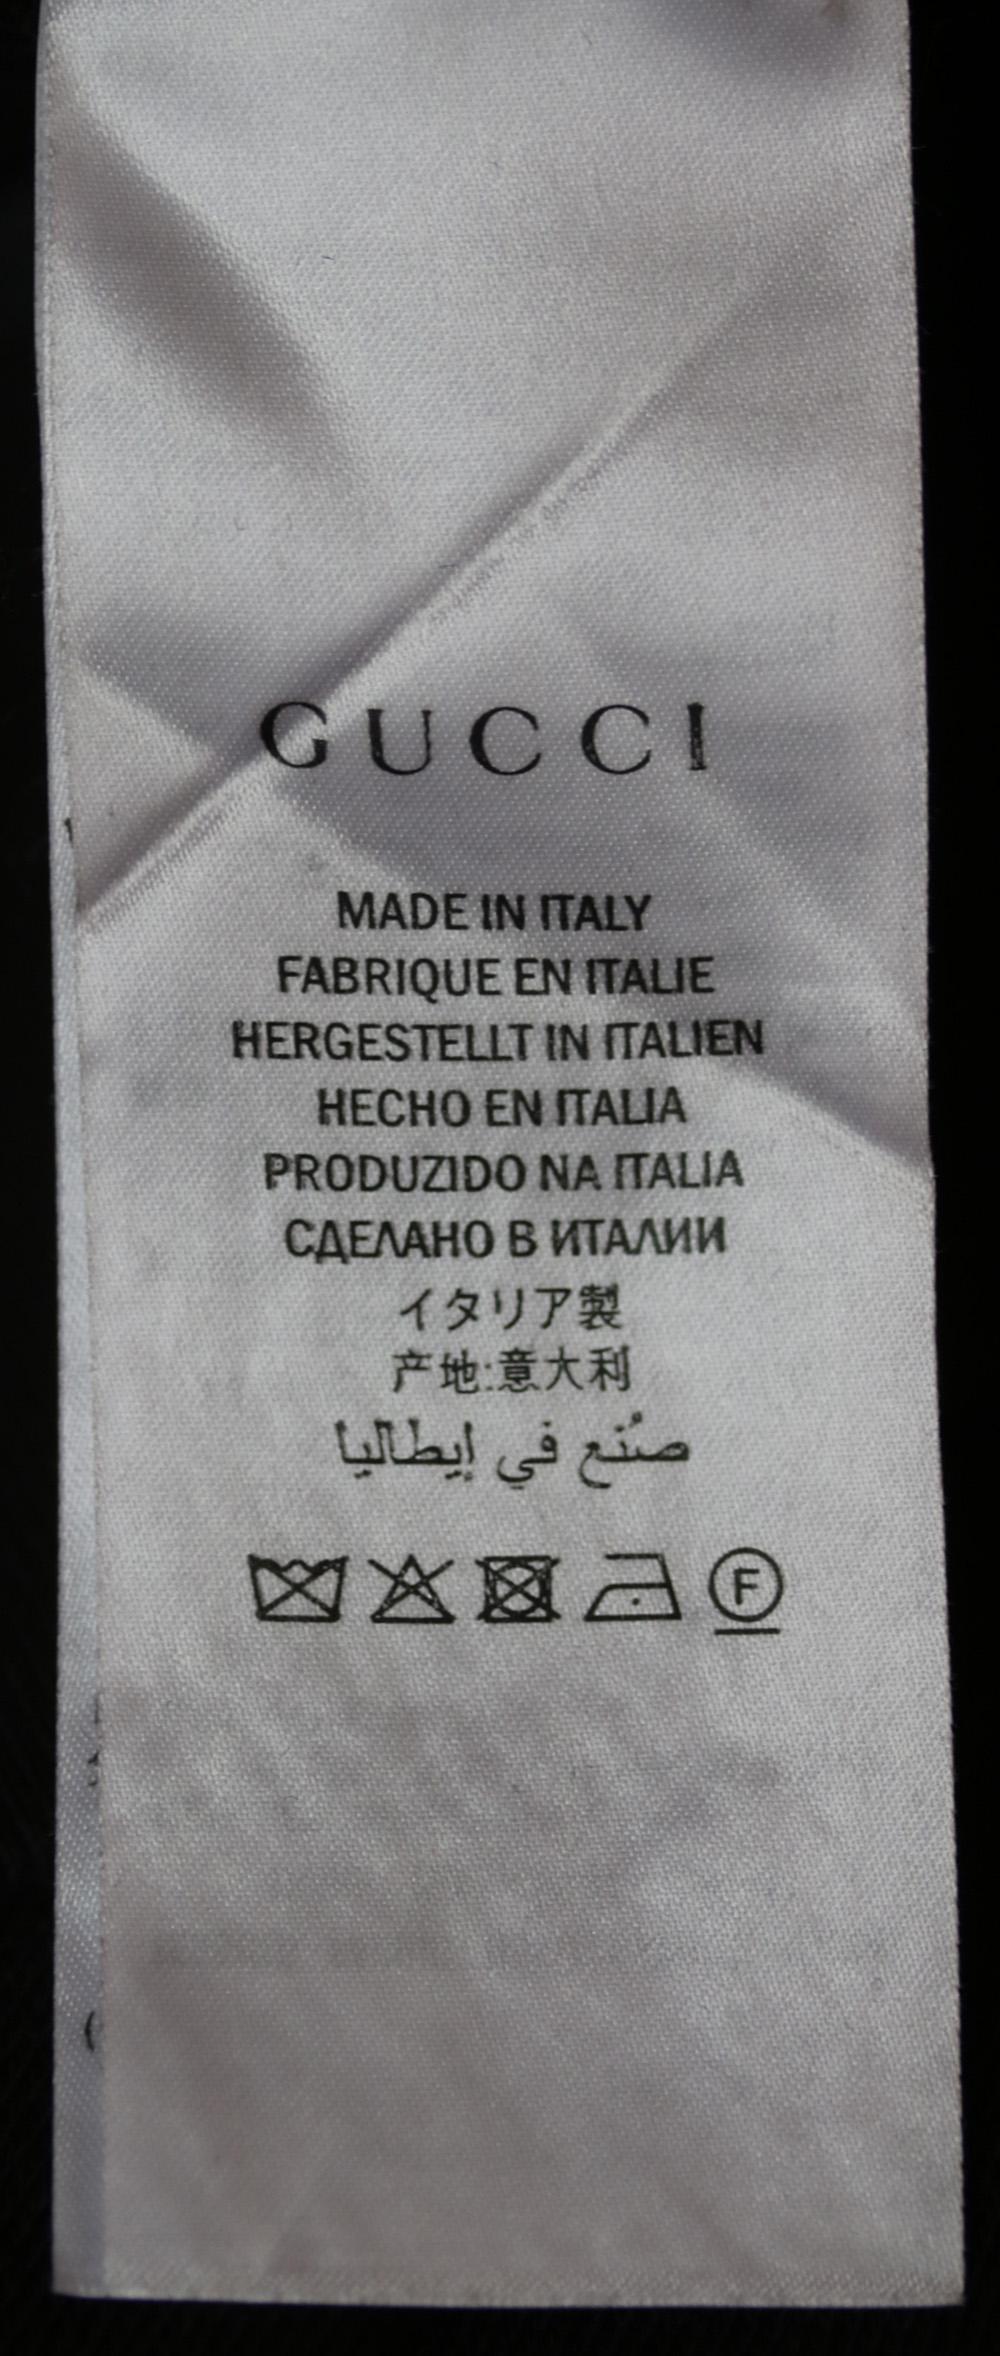 GUCCI
MADE IN ITALY
FABRIQUE EN ITALIE
HERGESTELLT IN ITALIEN
HECHO EN ITALIA
PRODUZIDO NA ITALIA
СДЕЛАНО В ИТАЛИИ
イタリア製
产地:意大利
صُنع في إيطاليا
F